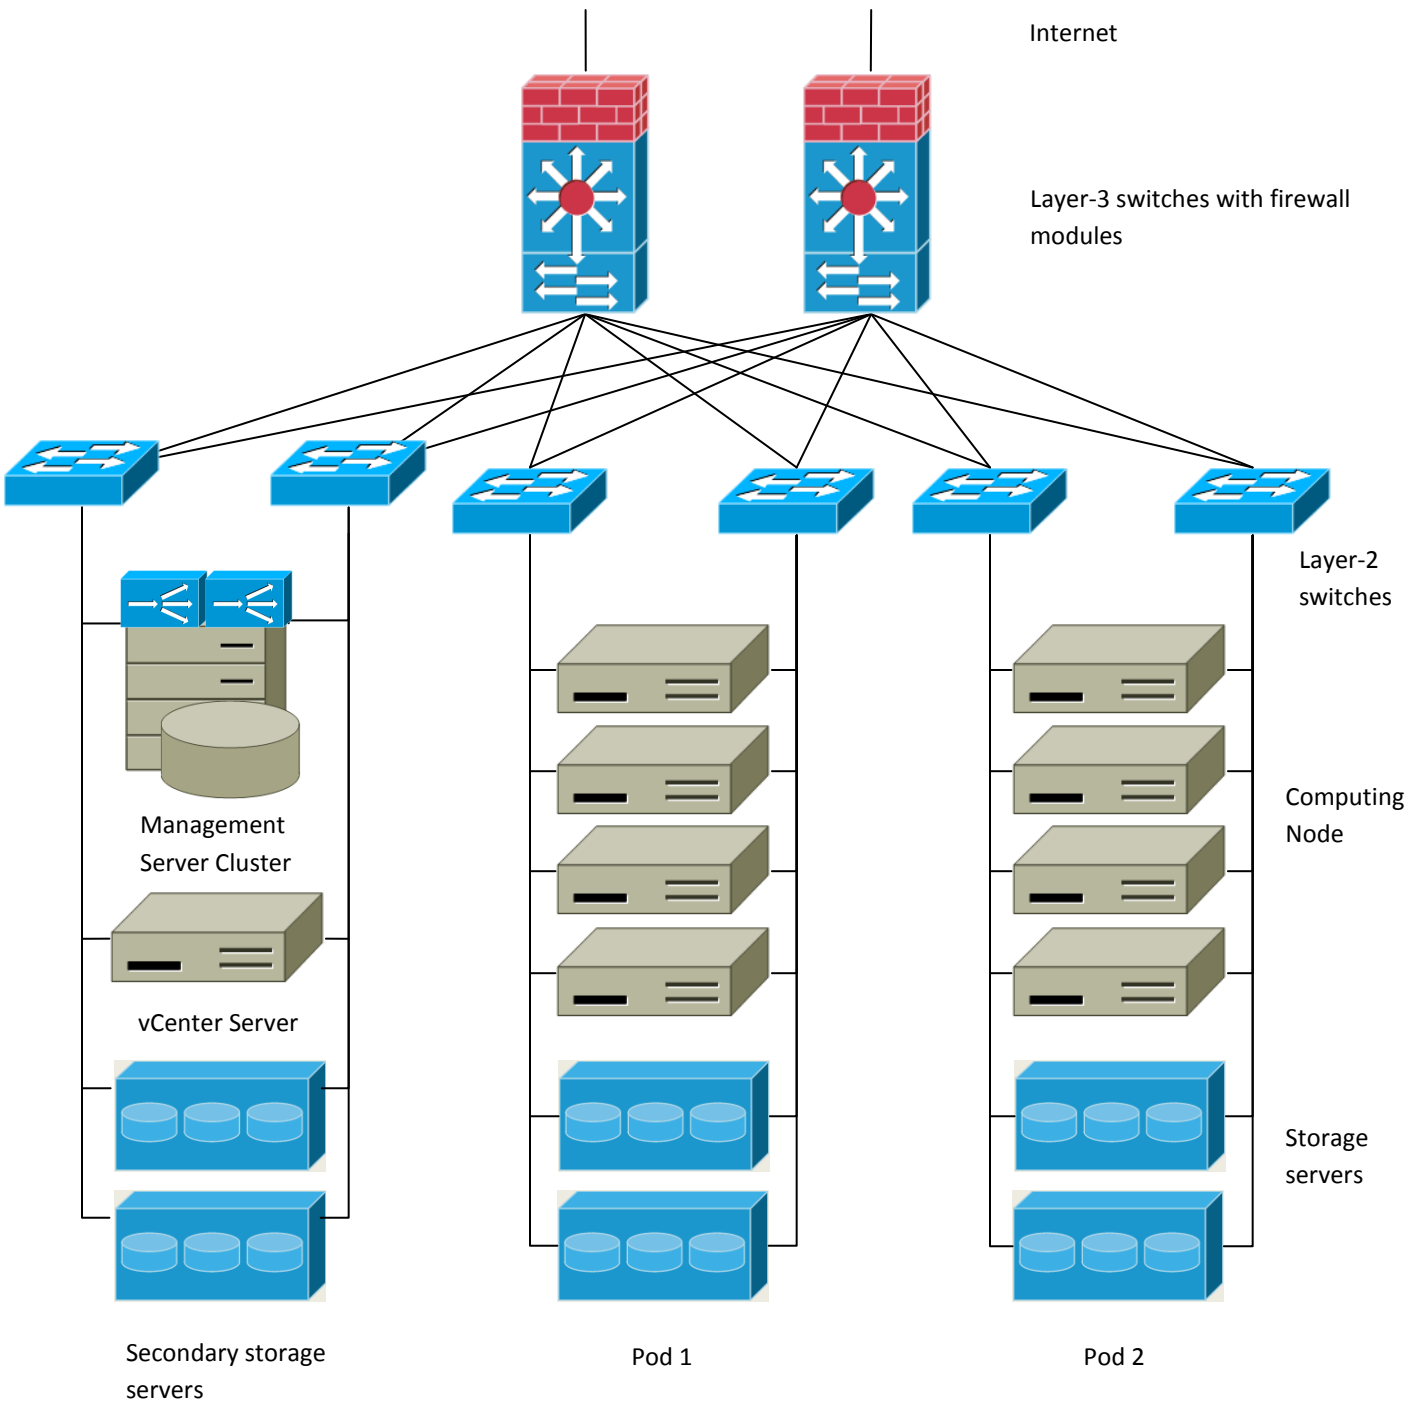 Internet
Layer-3 switches with firewall
modules
Layer-2
switches
Management
Server Cluster
Computing
Node
vCenter Server
Storage
servers
Secondary storage
servers
Pod 1
Pod 2